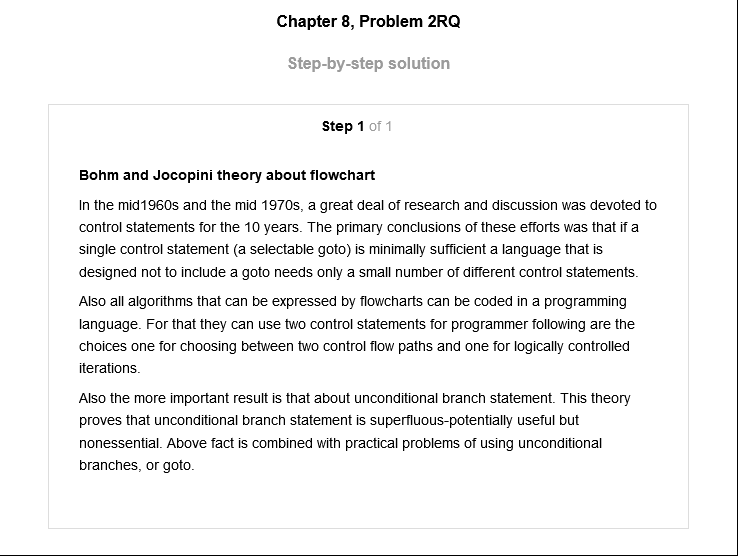 Chapter 8, Problem 2RQ
Step-by-step solution
Step 1 of 1
Bohm and Jocopini theory about flowchart
In the mid1960s and the mid 1970s, a great deal of research and discussion was devoted to
control statements for the 10 years. The primary conclusions of these efforts was that if a
single control statement (a selectable goto) is minimally sufficient a language that is
designed not to include a goto needs only a small number of different control statements.
Also all algorithms that can be expressed by flowcharts can be coded in a programming
language. For that they can use two control statements for programmer following are the
choices one for choosing between two control flow paths and one for logically controlled
iterations.
Also the more important result is that about unconditional branch statement. This theory
proves that unconditional branch statement is superfluous-potentially useful but
nonessential. Above fact is combined with practical problems of using unconditional
branches, or goto.